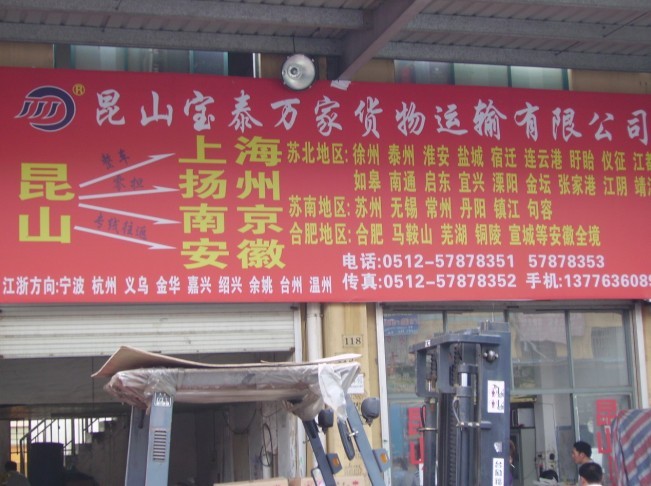 ® 昆山宝泰万家货物运输有限公司
昆山
整车
零担
专线往返
上海
扬州
南京
安徽
苏北地区:徐州 泰州 淮安 盐城 宿迁 连云港 盱眙 仪征 江都
如皋 南通 启东 宜兴 溧阳 金坛 张家港 江阴 靖江
苏南地区:苏州 无锡 常州 丹阳 镇江 句容
合肥地区:合肥 马鞍山 芜湖 铜陵 宣城等安徽全境
电话:0512-57878351 57878353
江浙方向:宁波 杭州 义乌 金华 嘉兴 绍兴 余姚 台州 温州
传真:0512-57878352 手机:1377636089
118